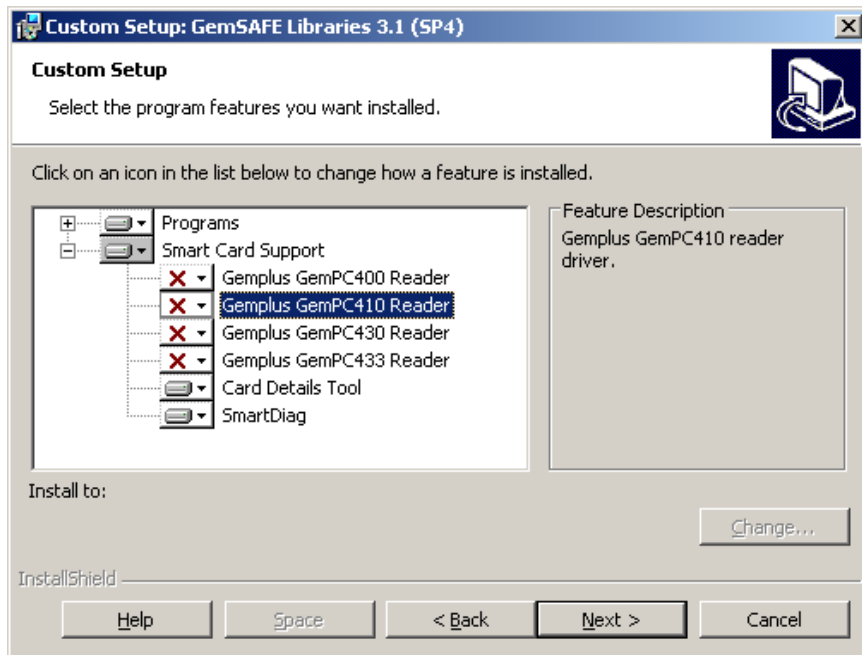 Custom Setup: GemSAFE Libraries 3.1 (SP4)
Custom Setup
Select the program features you want installed.
Click on an icon in the list below to change how a feature is installed.
Programs
Smart Card Support
Gemplus GemPC400 Reader
Gemplus GemPC410 Reader
Gemplus GemPC430 Reader
Gemplus GemPC433 Reader
Card Details Tool
SmartDiag
Feature Description
Gemplus GemPC410 reader
driver.
Install to:
Change...
InstallShield
Help
Space
< Back
Next >
Cancel